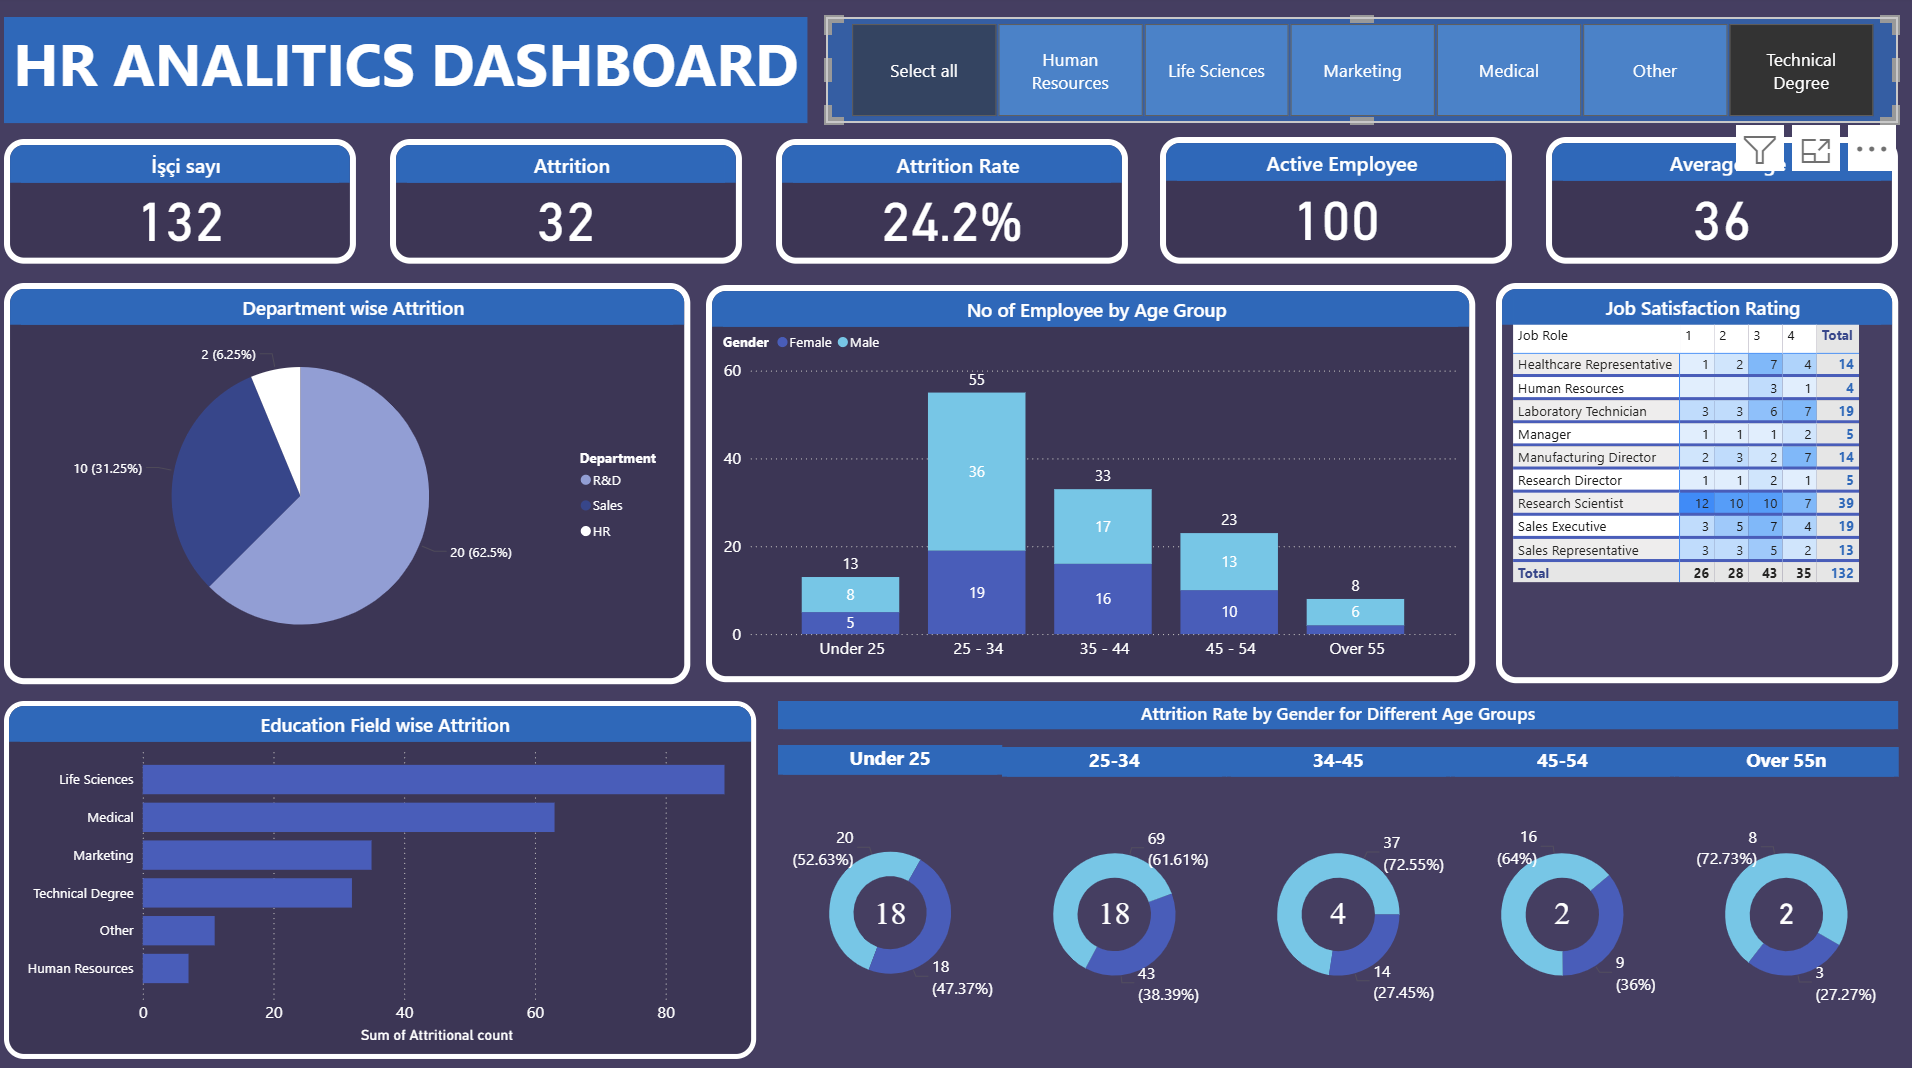 HR ANALITICS DASHBOARD
Select all
Human
Resources
Life Sciences
Marketing
Medical
Other
Technical
Degree
İşçi sayı
132
Attrition
32
Attrition Rate
24.2%
Active Employee
100
36
Department wise Attrition
2 (6.25%)
10 (31.25%)
20 (62.5%)
Department
R&D
Sales
HR
No of Employee by Age Group
Gender Female Male
60
40
20
0
55
36
19
33
17
16
23
13
10
13
8
5
8
6
Under 25
25 - 34
35 - 44
45 - 54
Over 55
Job Satisfaction Rating
Job Role 1 2 3 4 Total
Healthcare Representative 1 2 7 4 14
Human Resources 3 1 4
Laboratory Technician 3 3 6 7 19
Manager 1 1 1 2 5
Manufacturing Director 2 3 2 7 14
Research Director 1 1 2 1 5
Research Scientist 12 10 10 7 39
Sales Executive 3 5 7 4 19
Sales Representative 3 3 5 2 13
Total 26 28 43 35 132
Education Field wise Attrition
Life Sciences
Medical
Marketing
Technical Degree
Other
Human Resources
0 20 40 60 80
Sum of Attritional count
Attrition Rate by Gender for Different Age Groups
Under 25
20
(52.63%)
18
18
(47.37%)
25-34
69
(61.61%)
18
43
(38.39%)
34-45
37
(72.55%)
4
14
(27.45%)
45-54
16
(64%)
2
9
(36%)
Over 55n
8
(72.73%)
2
3
(27.27%)